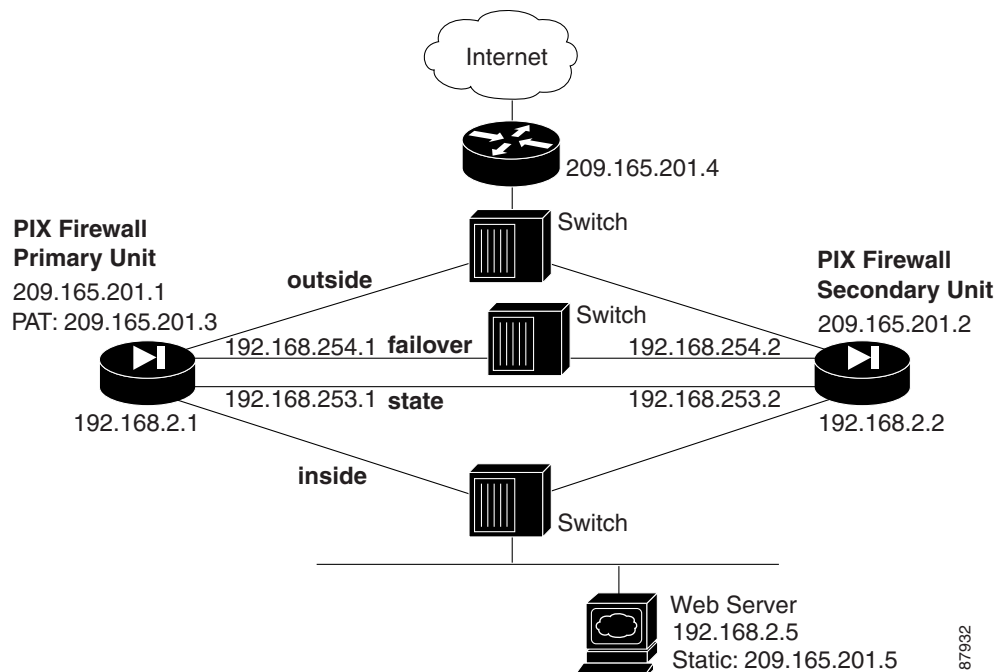 Internet
209.165.201.4
Switch
PIX Firewall
Primary Unit
209.165.201.1
PAT: 209.165.201.3
outside
PIX Firewall
Secondary Unit
209.165.201.2
Switch
192.168.254.1 failover 192.168.254.2
192.168.253.1 state 192.168.253.2
192.168.2.1
192.168.2.2
inside
Switch
Web Server
192.168.2.5
Static: 209.165.201.5
87932